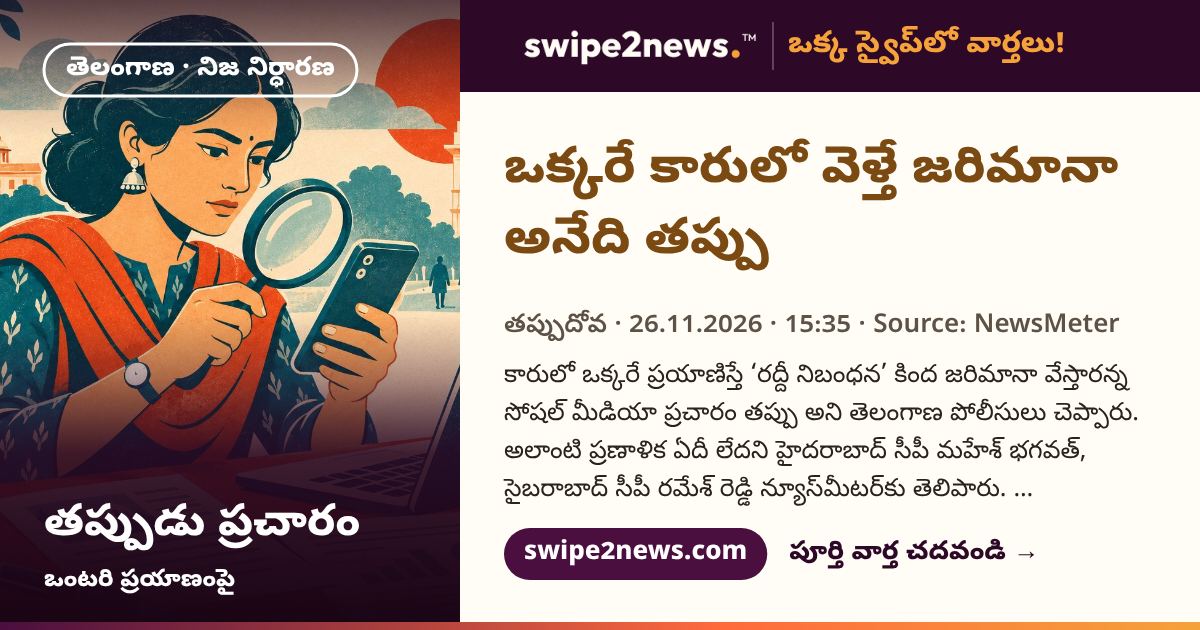 తెలంగాణ · నిజ నిర్ధారణ
తప్పుడు ప్రచారం
ఒంటరి ప్రయాణంపై
swipe2news.™ | ఒక్క స్వైప్‌లో వార్తలు!
ఒక్కరే కారులో వెళ్తే జరిమానా
అనేది తప్పు
తప్పుదోవ · 26.11.2026 · 15:35 · Source: NewsMeter
కారులో ఒక్కరే ప్రయాణిస్తే ‘రద్దీ నిబంధన’ కింద జరిమానా వేస్తారన్న
సోషల్ మీడియా ప్రచారం తప్పు అని తెలంగాణ పోలీసులు చెప్పారు.
అలాంటి ప్రణాళిక ఏదీ లేదని హైదరాబాద్ సీపీ మహేశ్ భగవత్,
సైబరాబాద్ సీపీ రమేశ్ రెడ్డి న్యూస్‌మీటర్‌కు తెలిపారు. ...
swipe2news.com పూర్తి వార్త చదవండి →